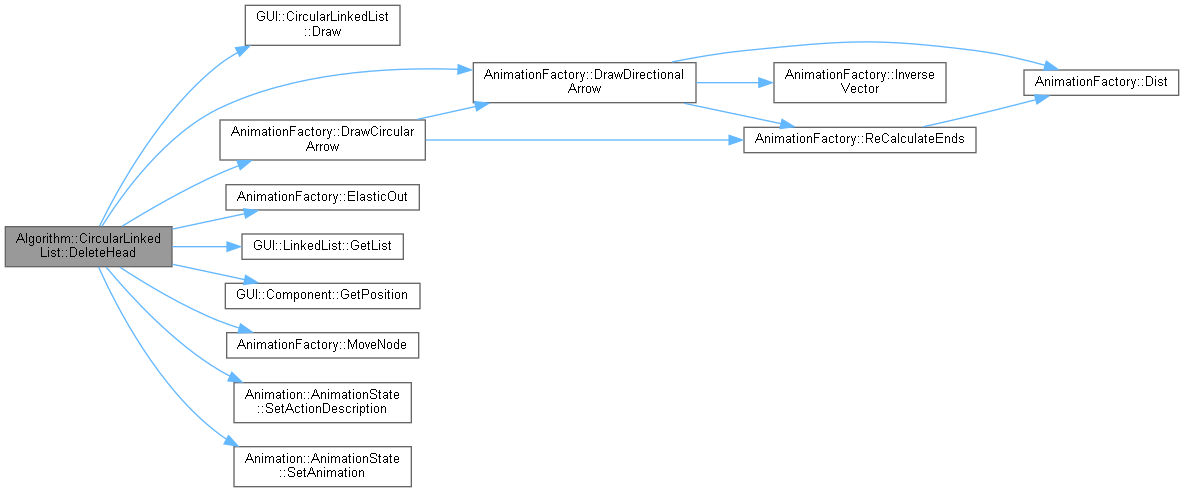 GUI::CircularLinkedList
::Draw
AnimationFactory::DrawDirectional
Arrow
AnimationFactory::Inverse
Vector
AnimationFactory::Dist
AnimationFactory::DrawCircular
Arrow
AnimationFactory::ReCalculateEnds
AnimationFactory::ElasticOut
Algorithm::CircularLinked
List::DeleteHead
GUI::LinkedList::GetList
GUI::Component::GetPosition
AnimationFactory::MoveNode
Animation::AnimationState
::SetActionDescription
Animation::AnimationState
::SetAnimation